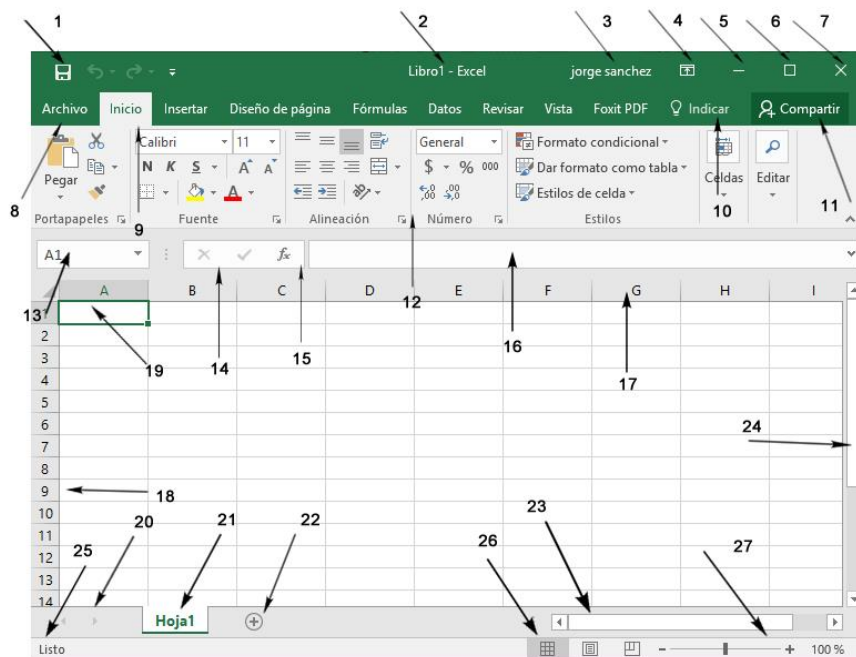 1 2 3 4 5 6 7
Libro1 - Excel jorge sanchez
Archivo Inicio Insertar Diseño de página Fórmulas Datos Revisar Vista Foxit PDF Indicar Compartir
Calibri 11 General Formato condicional
Pegar N K S A A $ % 000 Dar formato como tabla Celdas Editar
A Estilos de celda
8 Portapapeles Fuente Alineación Número Estilos 10 11
9
A1 fx
12
13 14 15 16
A B C D E F G H I
1
2
3
4
5
6
7
8
9
10
11
12
13
14
17
18
19
20 21 22 23 24
25 26 27
Hoja1
Listo 100 %